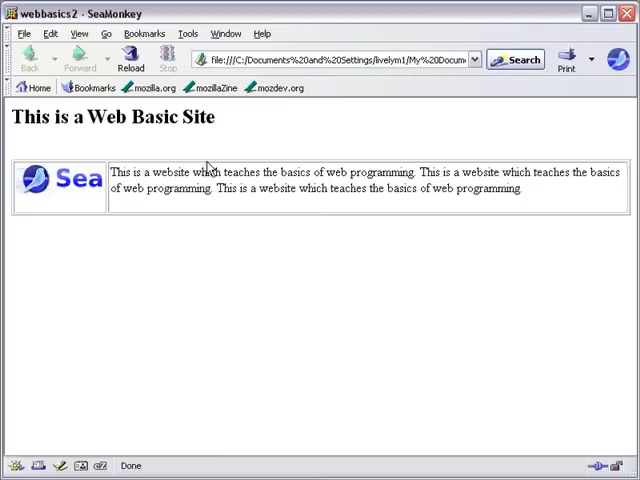 webbasics2 - SeaMonkey
File Edit View Go Bookmarks Tools Window Help
Back Forward Reload Stop file:///C:/Documents%20and%20Settings/livelym1/My%20Docum Search Print
Home Bookmarks mozilla.org mozillaZine mozdev.org
This is a Web Basic Site
Sea
This is a website which teaches the basics of web programming. This is a website which teaches the basics
of web programming. This is a website which teaches the basics of web programming.
Done